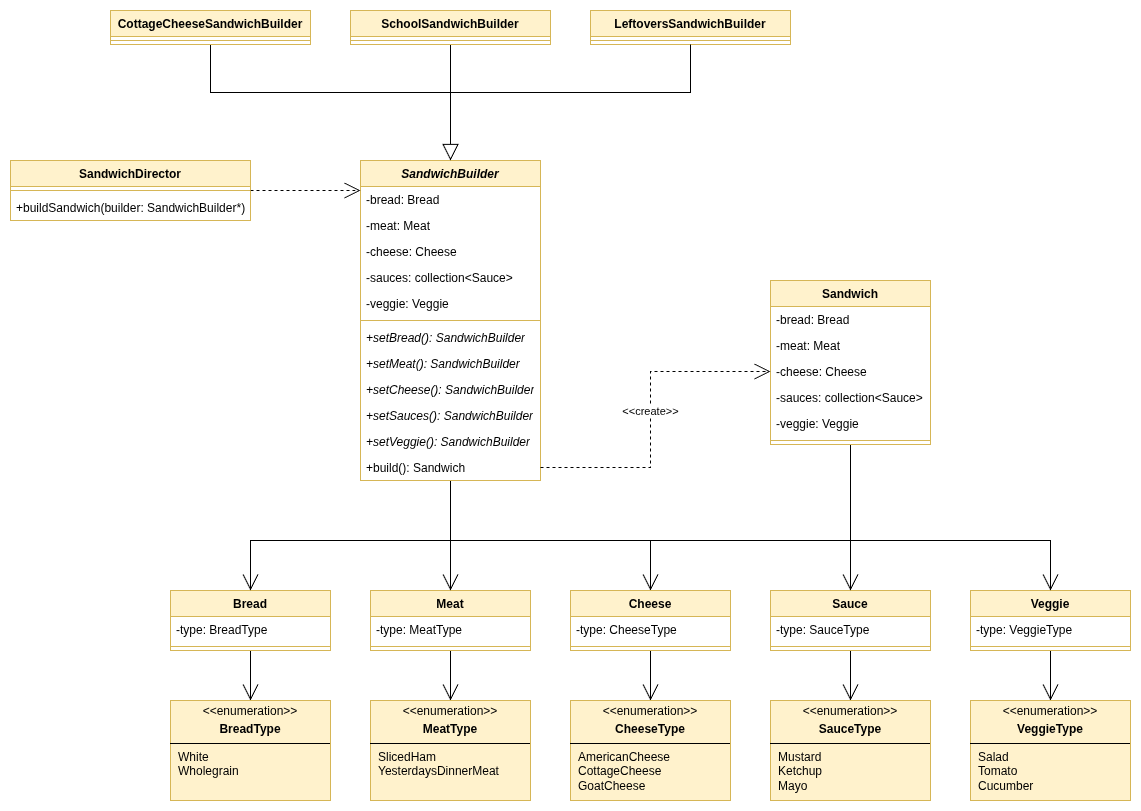 CottageCheeseSandwichBuilder
SchoolSandwichBuilder
LeftoversSandwichBuilder
SandwichDirector
+buildSandwich(builder: SandwichBuilder*)
SandwichBuilder
-bread: Bread
-meat: Meat
-cheese: Cheese
-sauces: collection<Sauce>
-veggie: Veggie
+setBread(): SandwichBuilder
+setMeat(): SandwichBuilder
+setCheese(): SandwichBuilder
+setSauces(): SandwichBuilder
+setVeggie(): SandwichBuilder
+build(): Sandwich
<<create>>
Sandwich
-bread: Bread
-meat: Meat
-cheese: Cheese
-sauces: collection<Sauce>
-veggie: Veggie
Bread
-type: BreadType
Meat
-type: MeatType
Cheese
-type: CheeseType
Sauce
-type: SauceType
Veggie
-type: VeggieType
<<enumeration>>
BreadType
White
Wholegrain
<<enumeration>>
MeatType
SlicedHam
YesterdaysDinnerMeat
<<enumeration>>
CheeseType
AmericanCheese
CottageCheese
GoatCheese
<<enumeration>>
SauceType
Mustard
Ketchup
Mayo
<<enumeration>>
VeggieType
Salad
Tomato
Cucumber